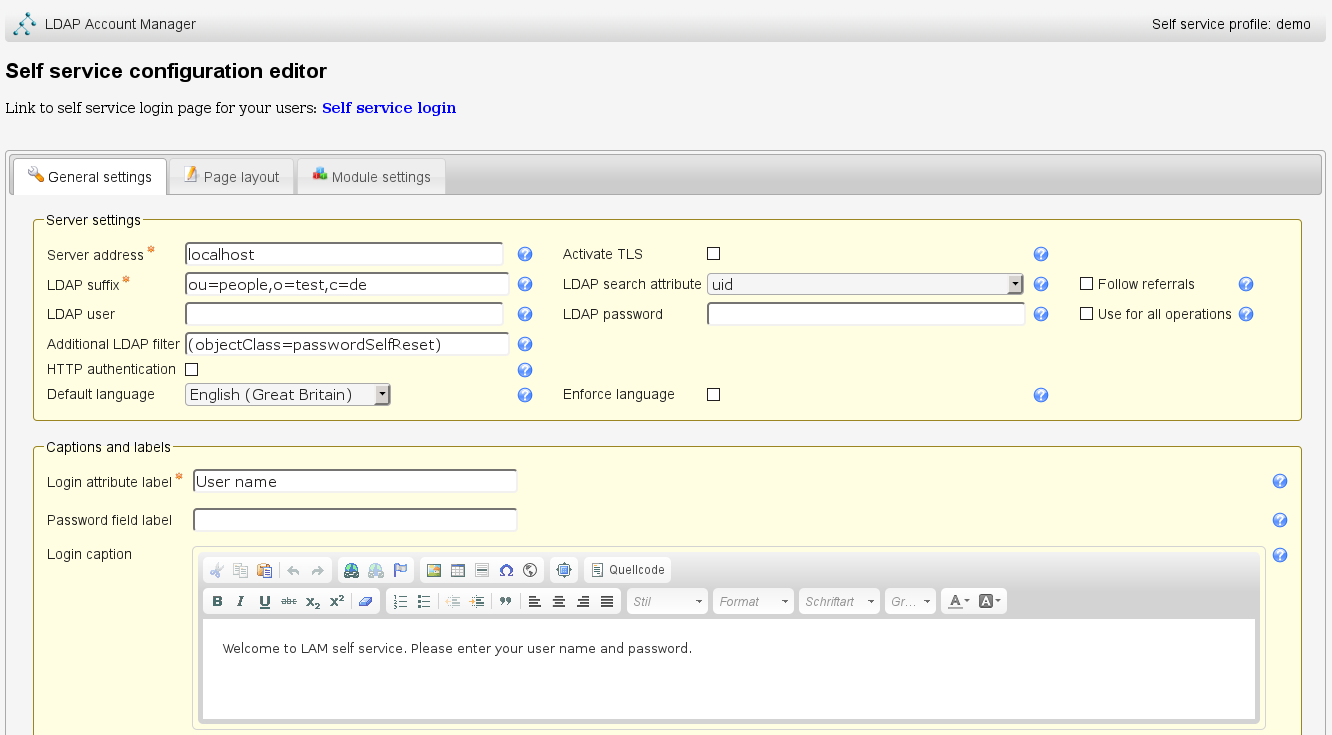 LDAP Account Manager Self service profile: demo
Self service configuration editor
Link to self service login page for your users: Self service login
General settings Page layout Module settings
Server settings
Server address * localhost Activate TLS
LDAP suffix * ou=people,o=test,c=de LDAP search attribute uid Follow referrals
LDAP user LDAP password Use for all operations
Additional LDAP filter (objectClass=passwordSelfReset)
HTTP authentication
Default language English (Great Britain) Enforce language
Captions and labels
Login attribute label * User name
Password field label
Login caption
Quellcode
B I U abc x₂ x² Stil Format Schriftart Gr... A A
Welcome to LAM self service. Please enter your user name and password.